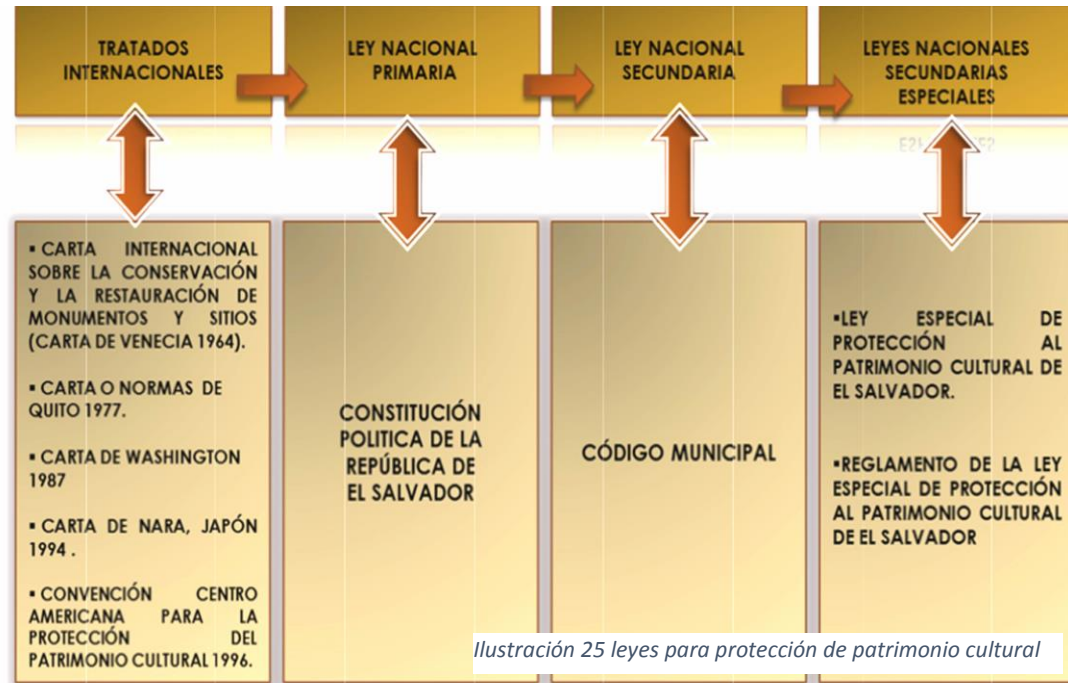 TRATADOS
INTERNACIONALES
LEY NACIONAL
PRIMARIA
LEY NACIONAL
SECUNDARIA
LEYES NACIONALES
SECUNDARIAS
ESPECIALES
▪ CARTA INTERNACIONAL
SOBRE LA CONSERVACIÓN
Y LA RESTAURACIÓN DE
MONUMENTOS Y SITIOS
(CARTA DE VENECIA 1964).
▪ CARTA O NORMAS DE
QUITO 1977.
▪ CARTA DE WASHINGTON
1987
▪ CARTA DE NARA, JAPÓN
1994 .
▪ CONVENCIÓN CENTRO
AMERICANA PARA LA
PROTECCIÓN DEL
PATRIMONIO CULTURAL 1996.
CONSTITUCIÓN
POLITICA DE LA
REPÚBLICA DE
EL SALVADOR
CÓDIGO MUNICIPAL
▪LEY ESPECIAL DE
PROTECCIÓN AL
PATRIMONIO CULTURAL DE
EL SALVADOR.
▪REGLAMENTO DE LA LEY
ESPECIAL DE PROTECCIÓN
AL PATRIMONIO CULTURAL
DE EL SALVADOR
Ilustración 25 leyes para protección de patrimonio cultural